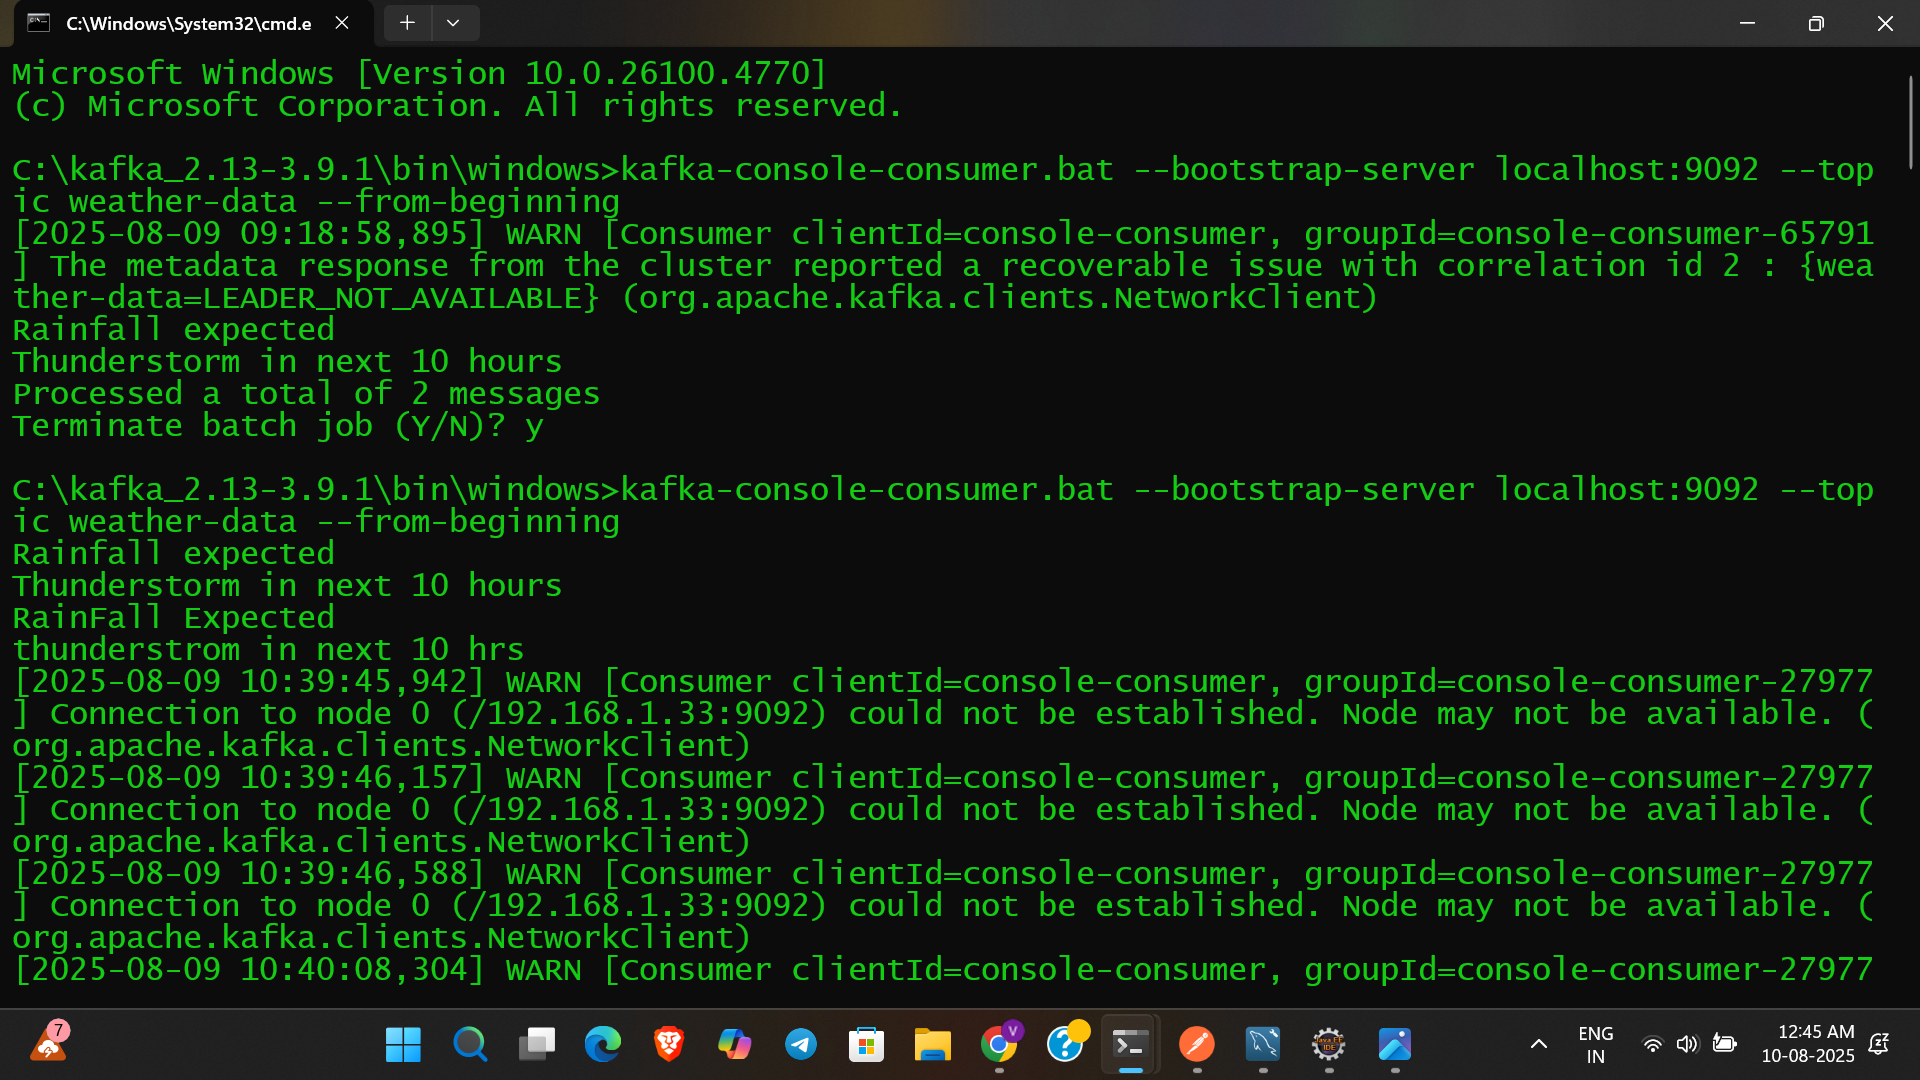 C:\Windows\System32\cmd.e
Microsoft Windows [Version 10.0.26100.4770]
(c) Microsoft Corporation. All rights reserved.
C:\kafka_2.13-3.9.1\bin\windows>kafka-console-consumer.bat --bootstrap-server localhost:9092 --top
ic weather-data --from-beginning
[2025-08-09 09:18:58,895] WARN [Consumer clientId=console-consumer, groupId=console-consumer-65791
] The metadata response from the cluster reported a recoverable issue with correlation id 2 : {wea
ther-data=LEADER_NOT_AVAILABLE} (org.apache.kafka.clients.NetworkClient)
Rainfall expected
Thunderstorm in next 10 hours
Processed a total of 2 messages
Terminate batch job (Y/N)? y
C:\kafka_2.13-3.9.1\bin\windows>kafka-console-consumer.bat --bootstrap-server localhost:9092 --top
ic weather-data --from-beginning
Rainfall expected
Thunderstorm in next 10 hours
RainFall Expected
thunderstrom in next 10 hrs
[2025-08-09 10:39:45,942] WARN [Consumer clientId=console-consumer, groupId=console-consumer-27977
] Connection to node 0 (/192.168.1.33:9092) could not be established. Node may not be available. (
org.apache.kafka.clients.NetworkClient)
[2025-08-09 10:39:46,157] WARN [Consumer clientId=console-consumer, groupId=console-consumer-27977
] Connection to node 0 (/192.168.1.33:9092) could not be established. Node may not be available. (
org.apache.kafka.clients.NetworkClient)
[2025-08-09 10:39:46,588] WARN [Consumer clientId=console-consumer, groupId=console-consumer-27977
] Connection to node 0 (/192.168.1.33:9092) could not be established. Node may not be available. (
org.apache.kafka.clients.NetworkClient)
[2025-08-09 10:40:08,304] WARN [Consumer clientId=console-consumer, groupId=console-consumer-27977
7
V
Java EE
IDE
ENG
IN
12:45 AM
10-08-2025